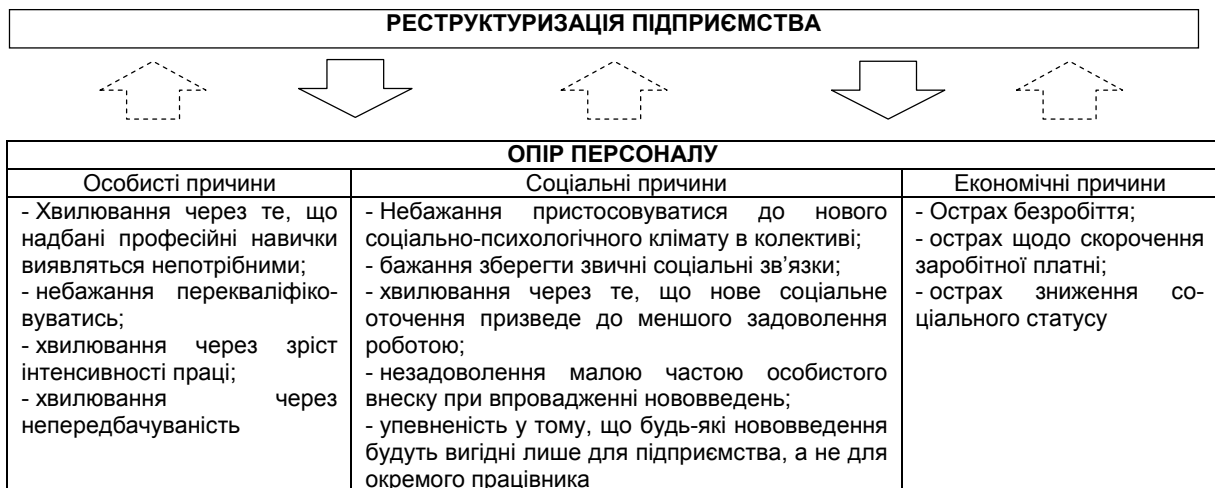 РЕСТРУКТУРИЗАЦІЯ ПІДПРИЄМСТВА
ОПІР ПЕРСОНАЛУ
Особисті причини
- Хвилювання через те, що
надбані професійні навички
виявляться непотрібними;
- небажання перекваліфіко-
вуватись;
- хвилювання через зріст
інтенсивності праці;
- хвилювання через
непередбачуваність
Соціальні причини
- Небажання пристосовуватися до нового
соціально-психологічного клімату в колективі;
- бажання зберегти звичні соціальні зв’язки;
- хвилювання через те, що нове соціальне
оточення призведе до меншого задоволення
роботою;
- незадоволення малою частою особистого
внеску при впровадженні нововведень;
- упевненість у тому, що будь-які нововведення
будуть вигідні лише для підприємства, а не для
окремого працівника
Економічні причини
- Острах безробіття;
- острах щодо скорочення
заробітної платні;
- острах зниження со-
ціального статусу